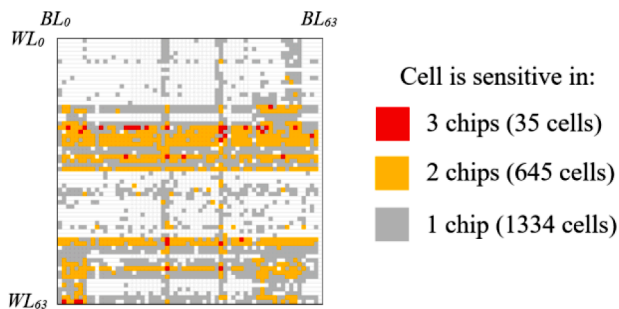 BL0 BL63
WL0
Cell is sensitive in:
3 chips (35 cells)
2 chips (645 cells)
1 chip (1334 cells)
WL63